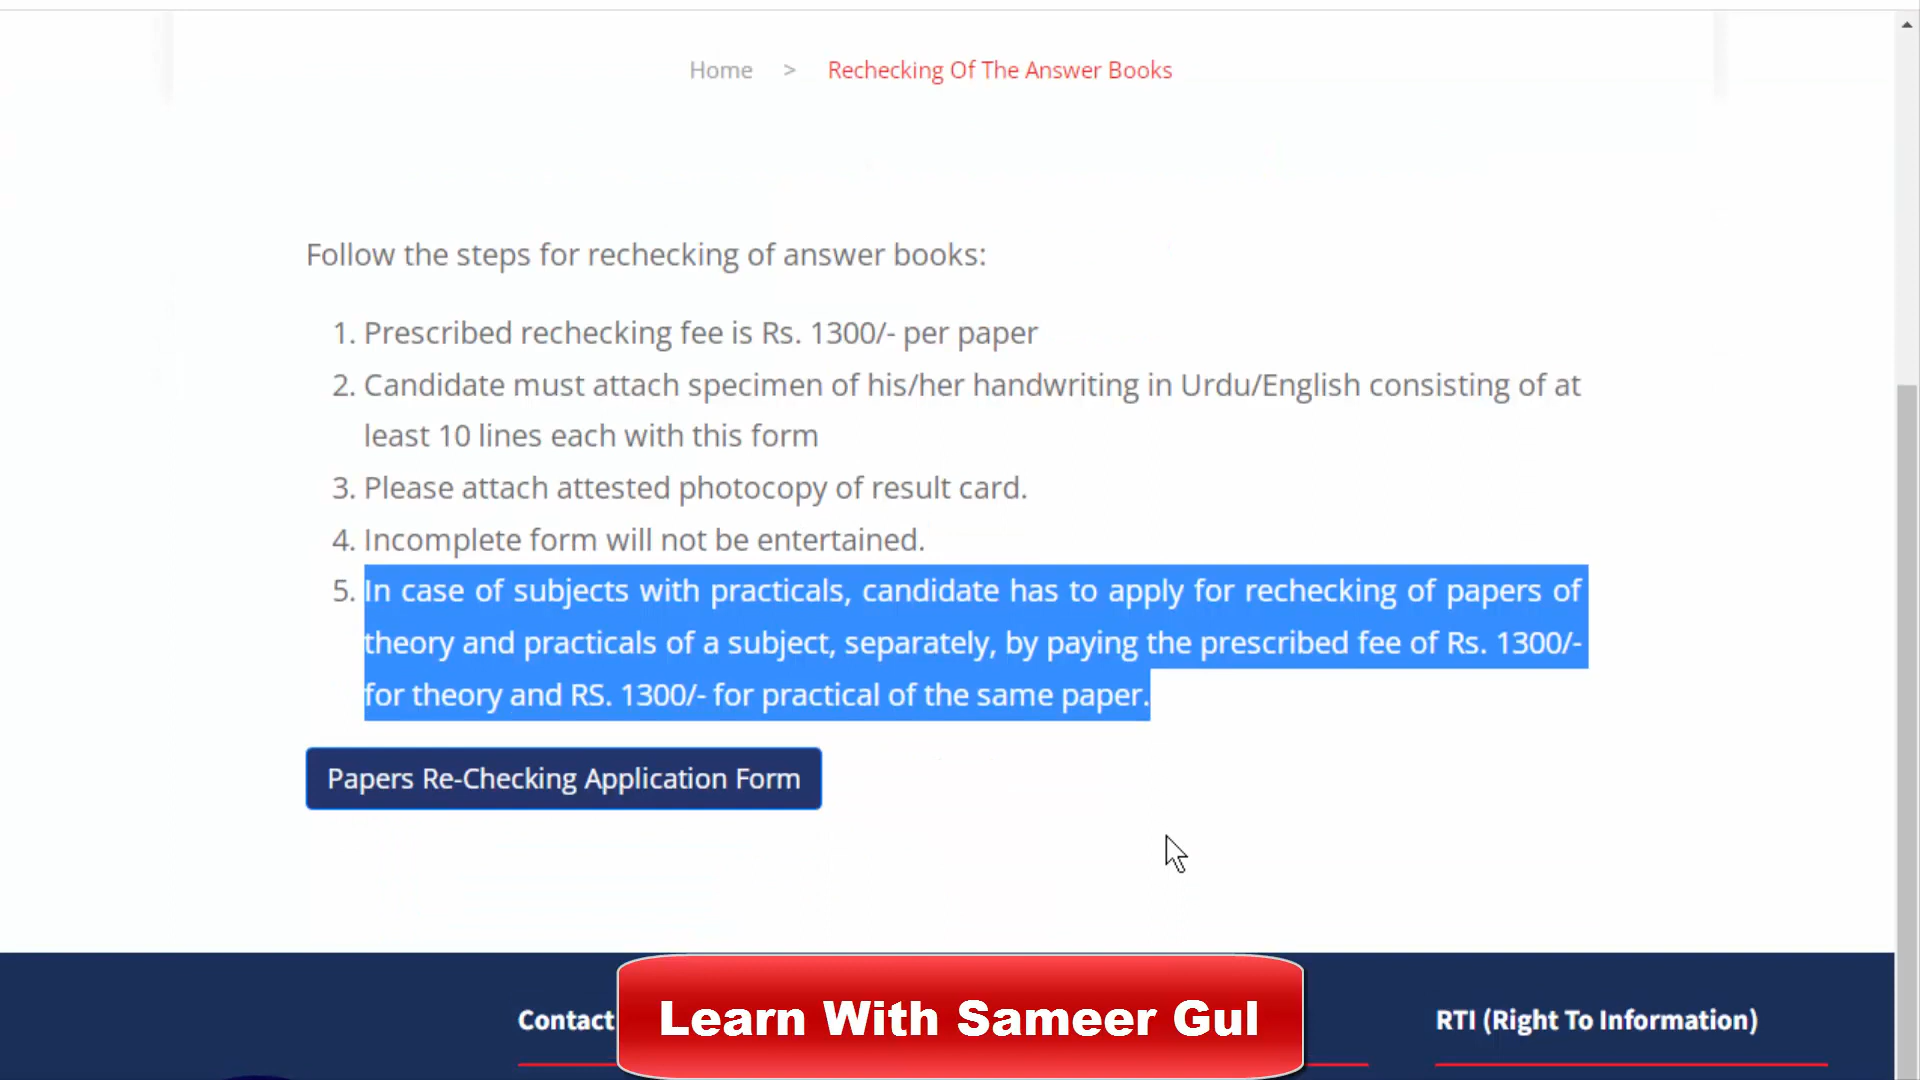 Home > Rechecking Of The Answer Books
Follow the steps for rechecking of answer books:
1. Prescribed rechecking fee is Rs. 1300/- per paper
2. Candidate must attach specimen of his/her handwriting in Urdu/English consisting of at
least 10 lines each with this form
3. Please attach attested photocopy of result card.
4. Incomplete form will not be entertained.
5. In case of subjects with practicals, candidate has to apply for rechecking of papers of
theory and practicals of a subject, separately, by paying the prescribed fee of Rs. 1300/-
for theory and RS. 1300/- for practical of the same paper.
Papers Re-Checking Application Form
Contact
Learn With Sameer Gul
RTI (Right To Information)